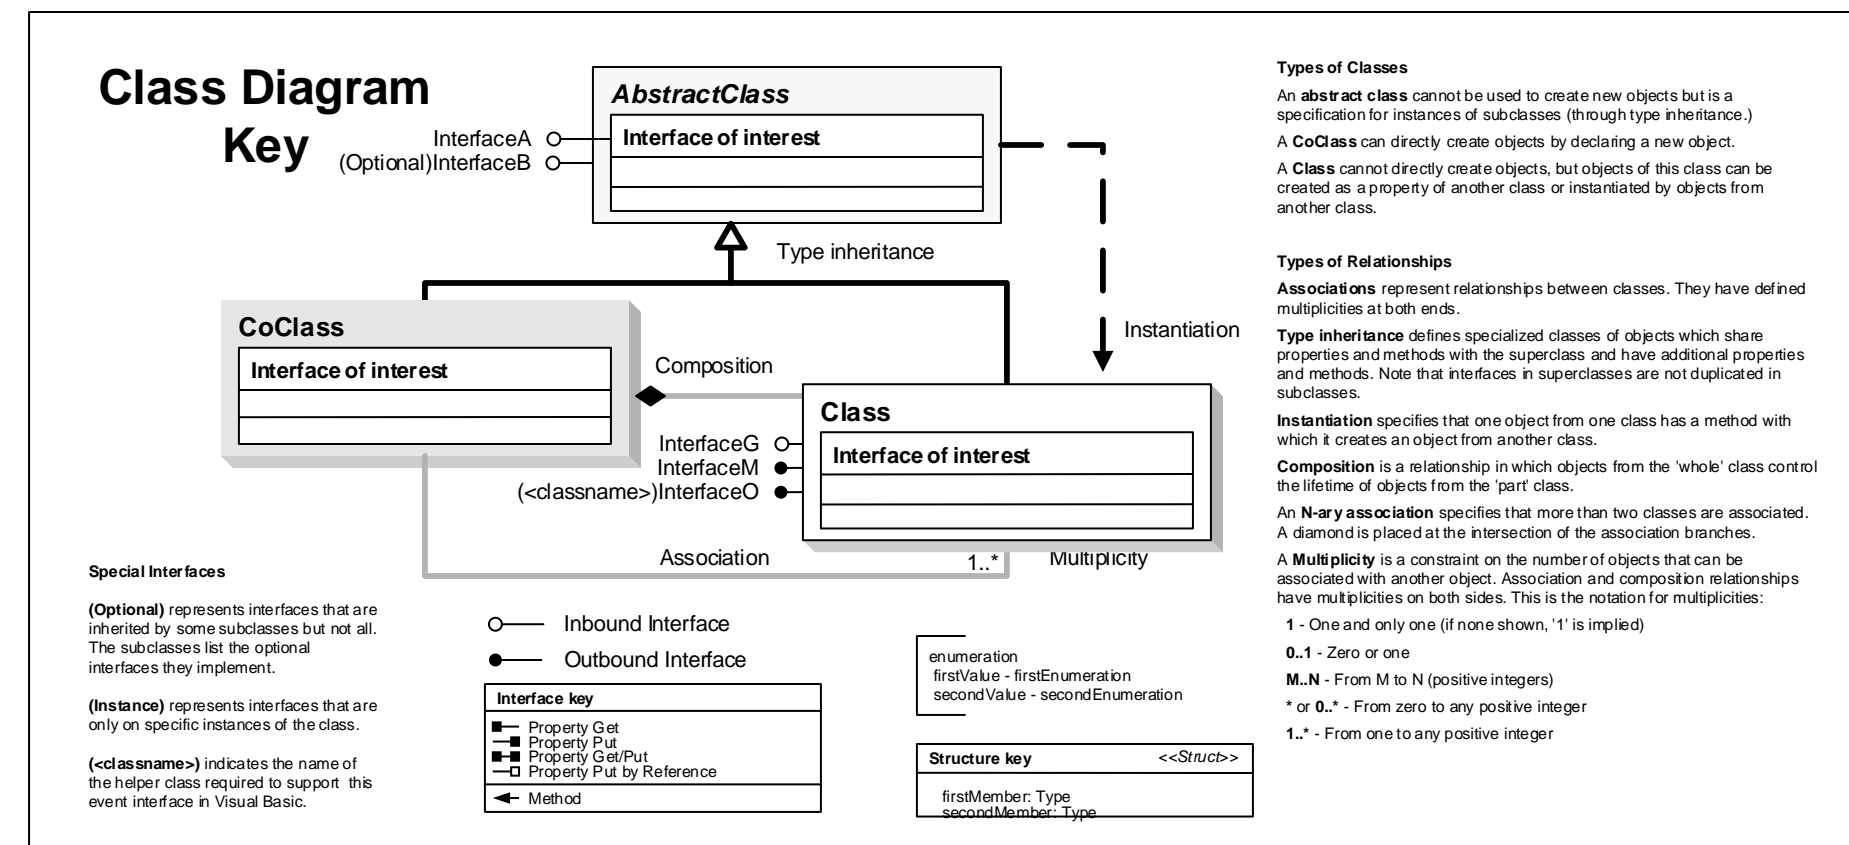 Class Diagram
Key
AbstractClass
Interface of interest
InterfaceA
(Optional)InterfaceB
Type inheritance
Instantiation
CoClass
Interface of interest
Composition
Class
Interface of interest
InterfaceG
InterfaceM
(<classname>)InterfaceO
Association
1..*
Multiplicity
Special Interfaces
(Optional) represents interfaces that are
inherited by some subclasses but not all.
The subclasses list the optional
interfaces they implement.
(Instance) represents interfaces that are
only on specific instances of the class.
(<classname>) indicates the name of
the helper class required to support this
event interface in Visual Basic.
Inbound Interface
Outbound Interface
Interface key
Property Get
Property Put
Property Get/Put
Property Put by Reference
Method
enumeration
firstValue - firstEnumeration
secondValue - secondEnumeration
Structure key <<Struct>>
firstMember: Type
secondMember: Type
Types of Classes
An abstract class cannot be used to create new objects but is a
specification for instances of subclasses (through type inheritance.)
A CoClass can directly create objects by declaring a new object.
A Class cannot directly create objects, but objects of this class can be
created as a property of another class or instantiated by objects from
another class.
Types of Relationships
Associations represent relationships between classes. They have defined
multiplicities at both ends.
Type inheritance defines specialized classes of objects which share
properties and methods with the superclass and have additional properties
and methods. Note that interfaces in superclasses are not duplicated in
subclasses.
Instantiation specifies that one object from one class has a method with
which it creates an object from another class.
Composition is a relationship in which objects from the 'whole' class control
the lifetime of objects from the 'part' class.
An N-ary association specifies that more than two classes are associated.
A diamond is placed at the intersection of the association branches.
A Multiplicity is a constraint on the number of objects that can be
associated with another object. Association and composition relationships
have multiplicities on both sides. This is the notation for multiplicities:
1 - One and only one (if none shown, '1' is implied)
0..1 - Zero or one
M..N - From M to N (positive integers)
* or 0..* - From zero to any positive integer
1..* - From one to any positive integer